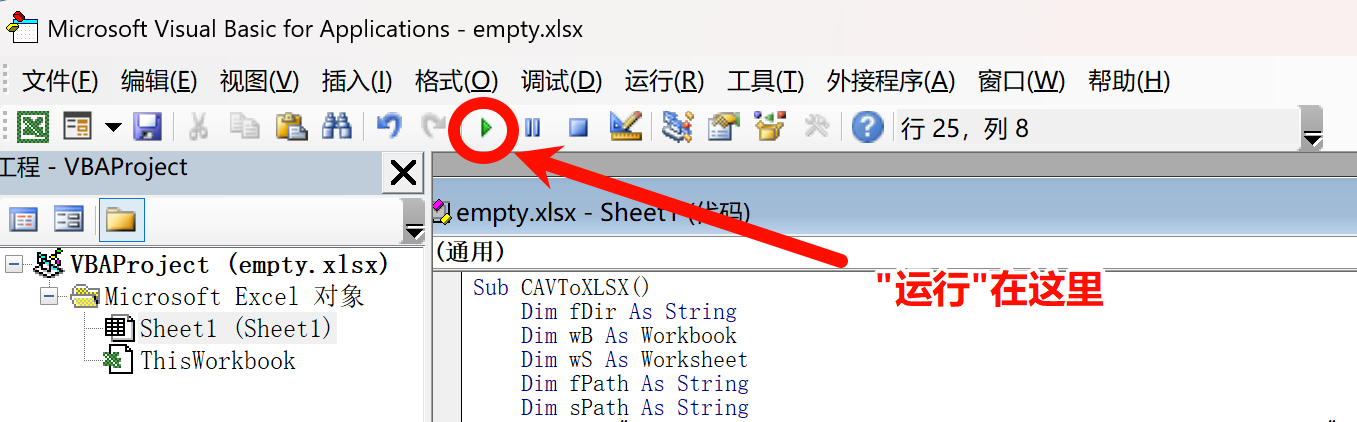 Microsoft Visual Basic for Applications - empty.xlsx
文件(F) 编辑(E) 视图(V) 插入(I) 格式(O) 调试(D) 运行(R) 工具(T) 外接程序(A) 窗口(W) 帮助(H)
行 25，列 8
工程 - VBAProject
empty.xlsx - Sheet1 (代码)
(通用)
VBAProject (empty.xlsx)
Microsoft Excel 对象
Sheet1 (Sheet1)
ThisWorkbook
Sub CAVToXLSX()
Dim fDir As String
Dim wB As Workbook
Dim wS As Worksheet
Dim fPath As String
Dim sPath As String
"运行"在这里